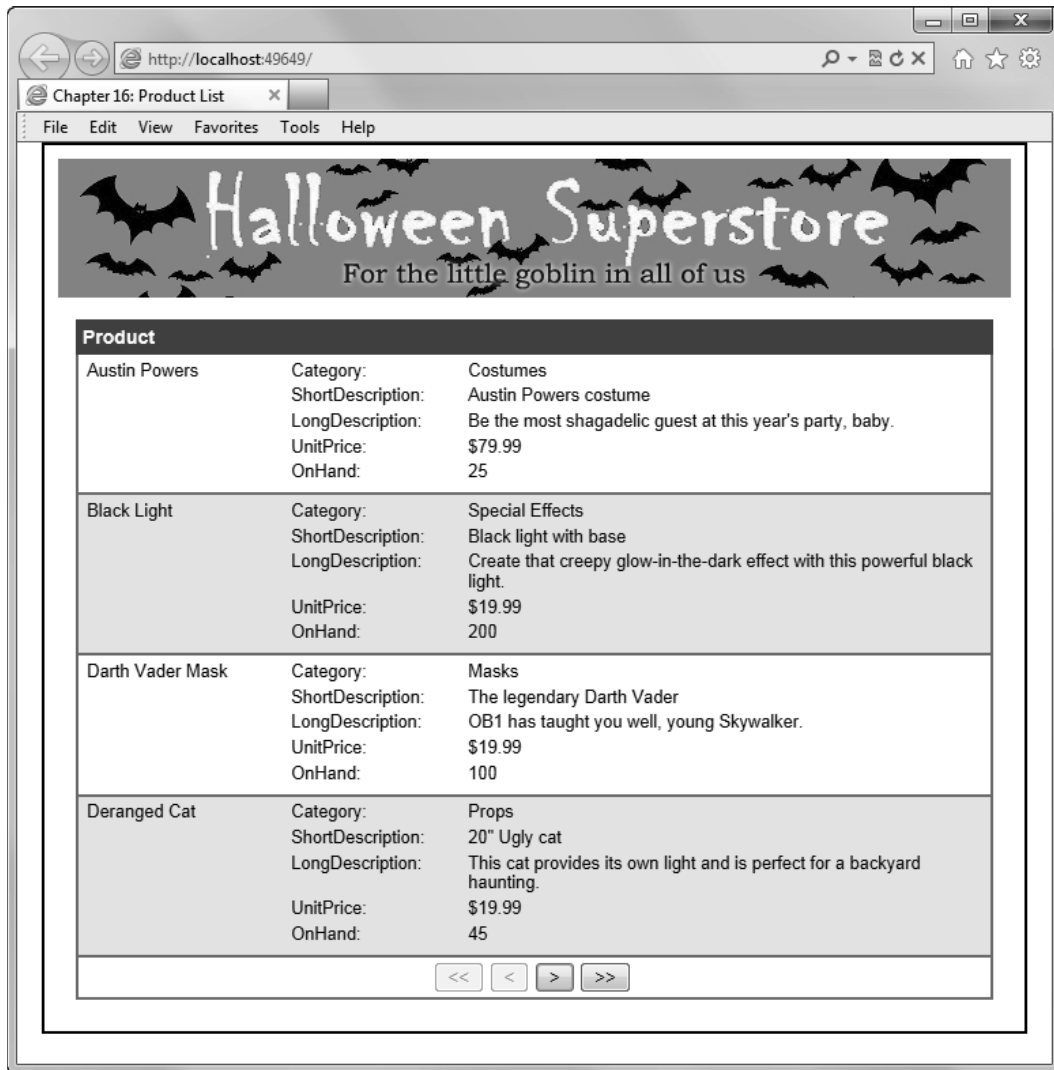 http://localhost:49649/
Chapter 16: Product List
File Edit View Favorites Tools Help
Halloween Superstore
For the little goblin in all of us
Product
Austin Powers Category: Costumes
ShortDescription: Austin Powers costume
LongDescription: Be the most shagadelic guest at this year's party, baby.
UnitPrice: $79.99
OnHand: 25
Black Light Category: Special Effects
ShortDescription: Black light with base
LongDescription: Create that creepy glow-in-the-dark effect with this powerful black
light.
UnitPrice: $19.99
OnHand: 200
Darth Vader Mask Category: Masks
ShortDescription: The legendary Darth Vader
LongDescription: OB1 has taught you well, young Skywalker.
UnitPrice: $19.99
OnHand: 100
Deranged Cat Category: Props
ShortDescription: 20" Ugly cat
LongDescription: This cat provides its own light and is perfect for a backyard
haunting.
UnitPrice: $19.99
OnHand: 45
<< < > >>